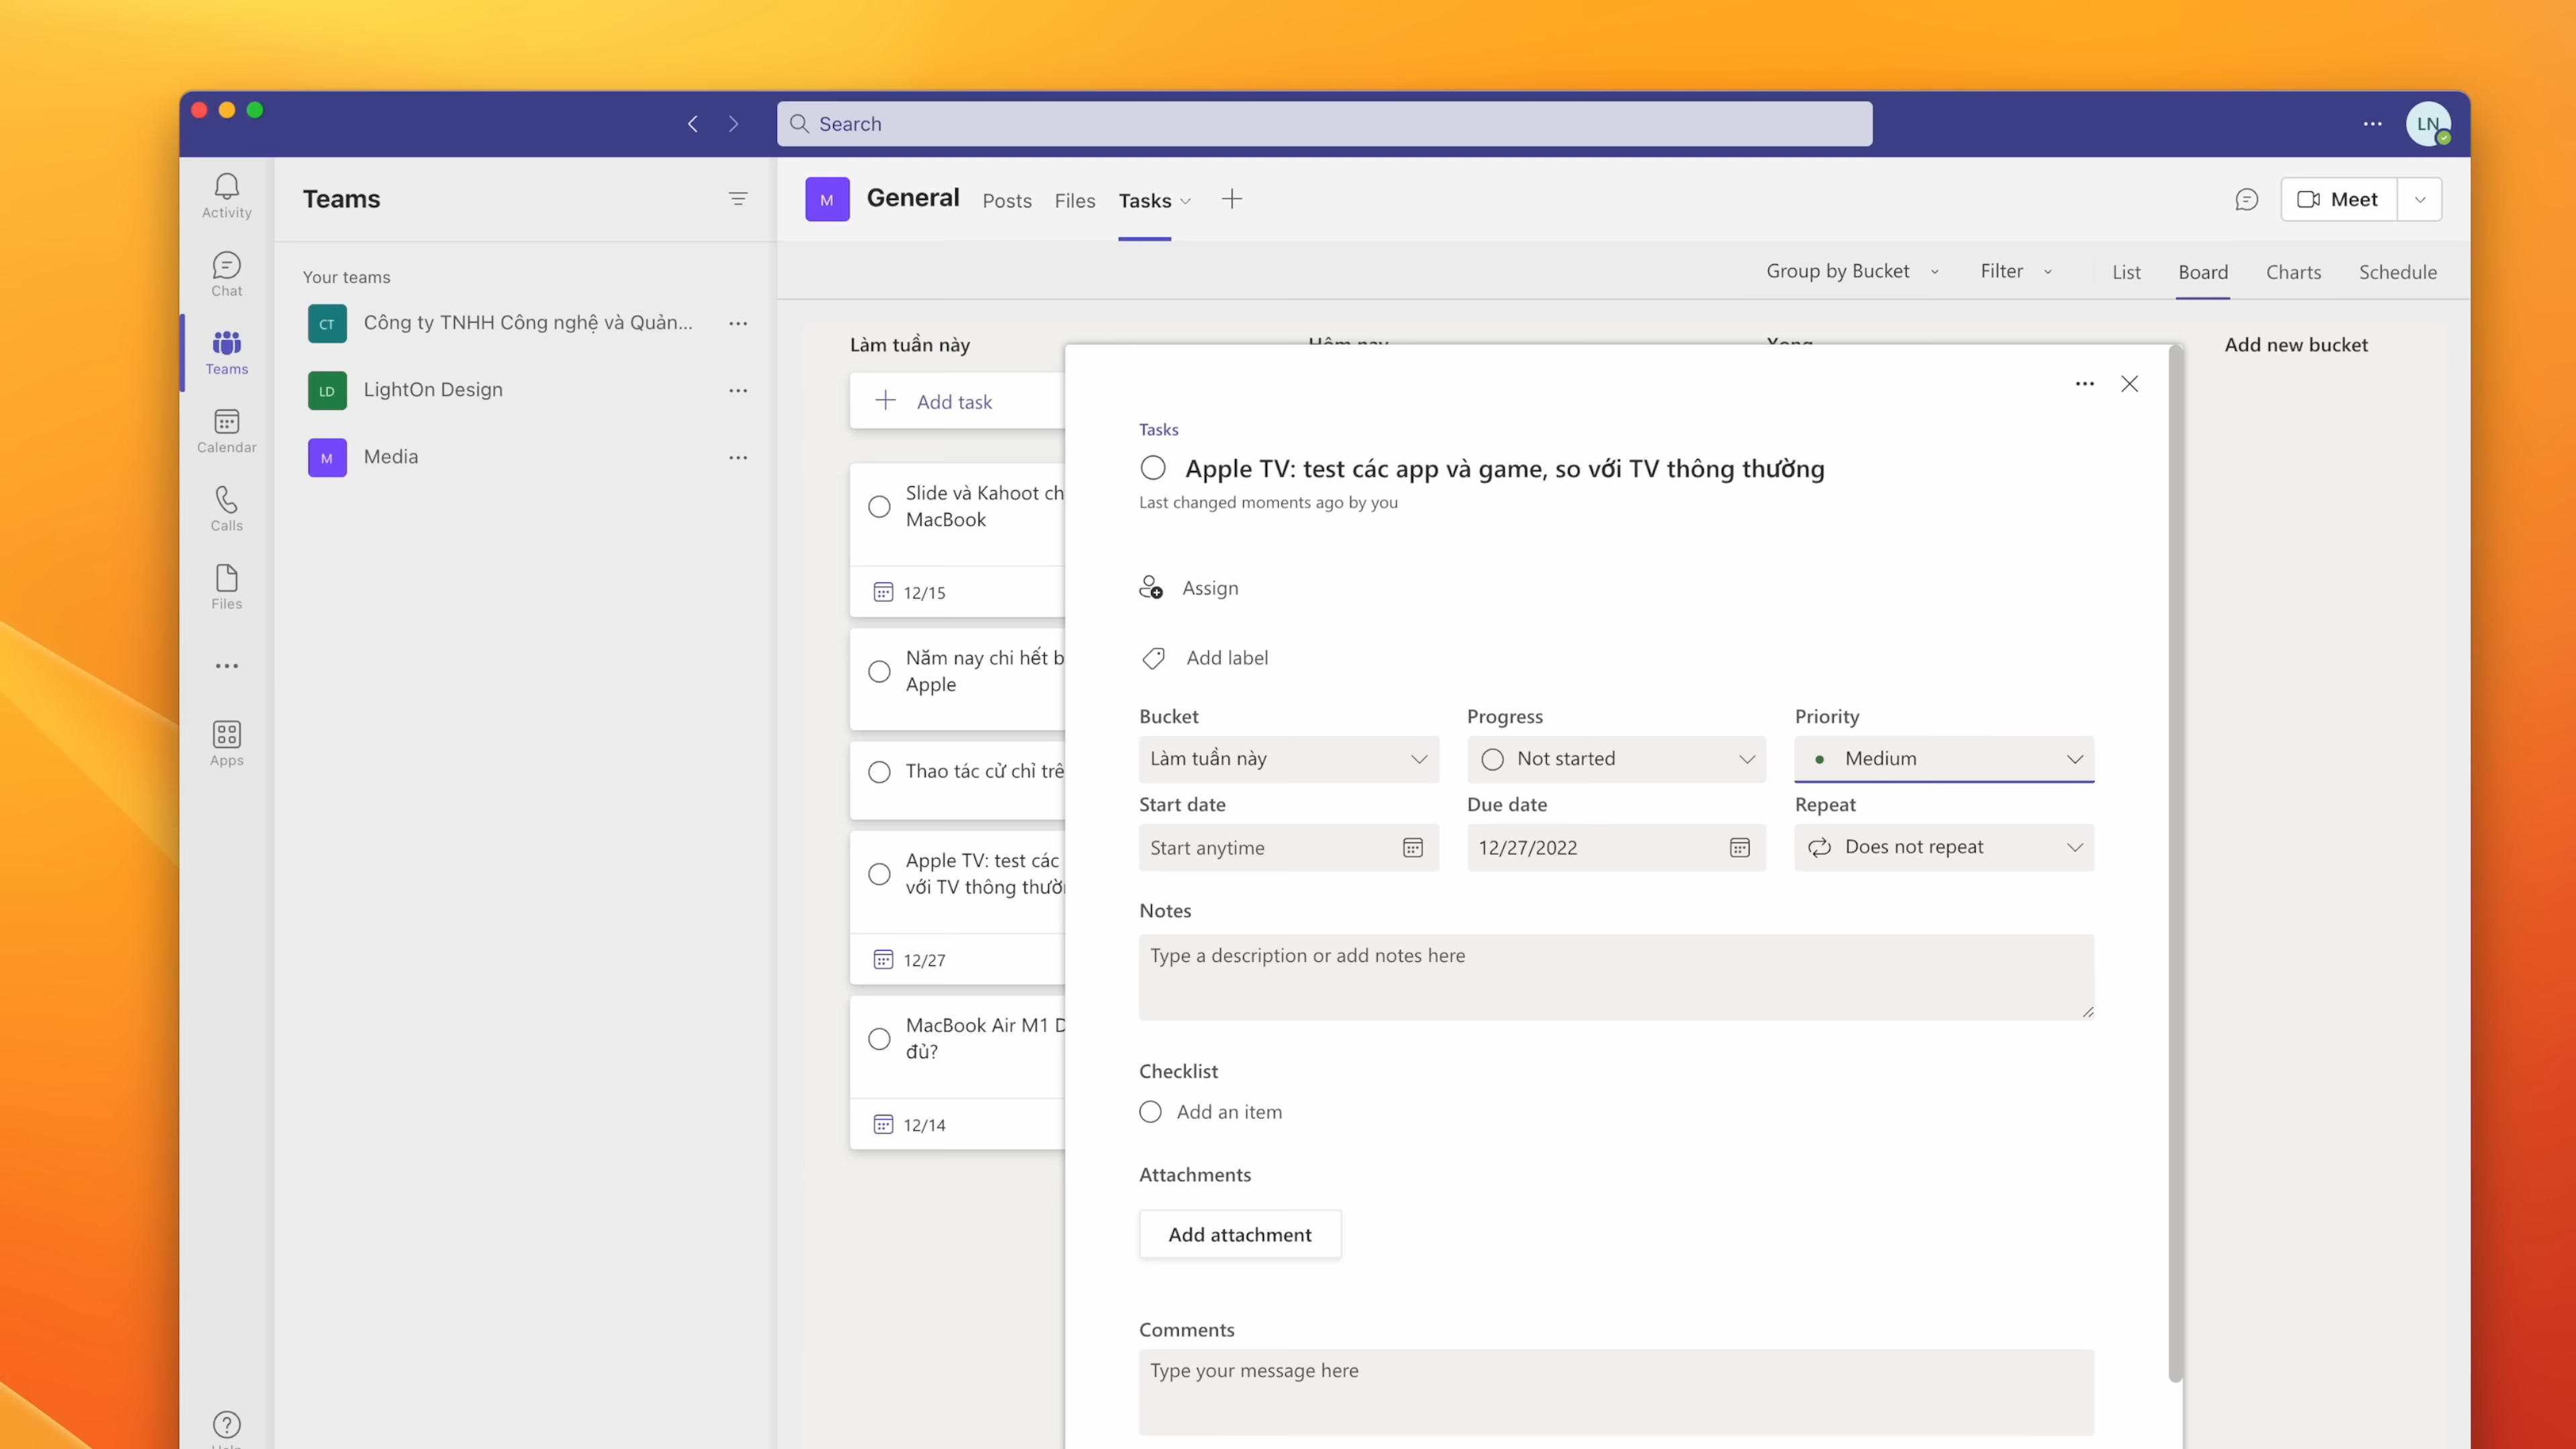 Search
LN
Activity
Chat
Teams
Calendar
Calls
Files
Apps
Teams
Your teams
CT Công ty TNHH Công nghệ và Quản...
LD LightOn Design
M Media
M General Posts Files Tasks
Meet
Group by Bucket Filter List Board Charts Schedule
Làm tuần này
Add new bucket
Add task
Slide và Kahoot ch
MacBook
12/15
Năm nay chi hết b
Apple
Thao tác cử chỉ trê
Apple TV: test các
với TV thông thườ
12/27
MacBook Air M1 D
đủ?
12/14
Tasks
Apple TV: test các app và game, so với TV thông thường
Last changed moments ago by you
Assign
Add label
Bucket Progress Priority
Làm tuần này Not started Medium
Start date Due date Repeat
Start anytime 12/27/2022 Does not repeat
Notes
Type a description or add notes here
Checklist
Add an item
Attachments
Add attachment
Comments
Type your message here